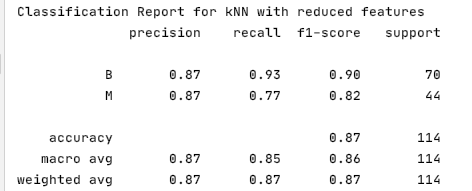 Classification Report for kNN with reduced features
precision recall f1-score support
B 0.87 0.93 0.90 70
M 0.87 0.77 0.82 44
accuracy 0.87 114
macro avg 0.87 0.85 0.86 114
weighted avg 0.87 0.87 0.87 114